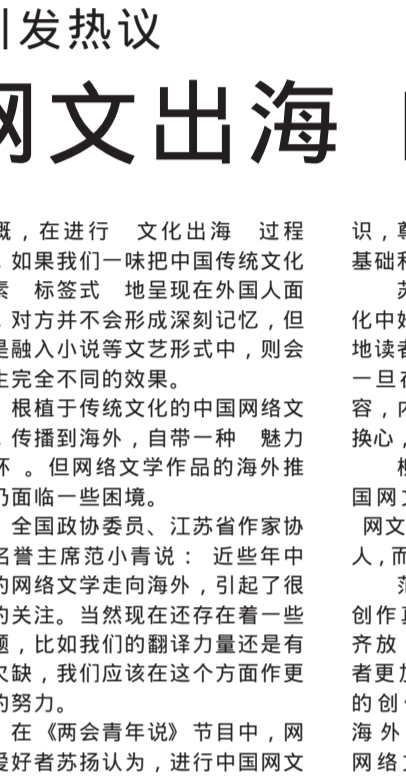 引发热议
网文出海
概，在进行 文化出海 过程
，如果我们一味把中国传统文化
素 标签式 地呈现在外国人面
，对方并不会形成深刻记忆，但
是融入小说等文艺形式中，则会
生完全不同的效果。
根植于传统文化的中国网络文
，传播到海外，自带一种 魅力
环 。但网络文学作品的海外推
仍面临一些困境。
全国政协委员、江苏省作家协
名誉主席范小青说： 近些年中
的网络文学走向海外，引起了很
的关注。当然现在还存在着一些
题，比如我们的翻译力量还是有
欠缺，我们应该在这个方面作更
的努力。
在《两会青年说》节目中，网
爱好者苏扬认为，进行中国网文
识，尊
基础和
苏
化中
地读者
一旦在
容，内
换心，
国网文
网文
人，而
范
创作真
齐放
者更加
的创作
海外
网络文